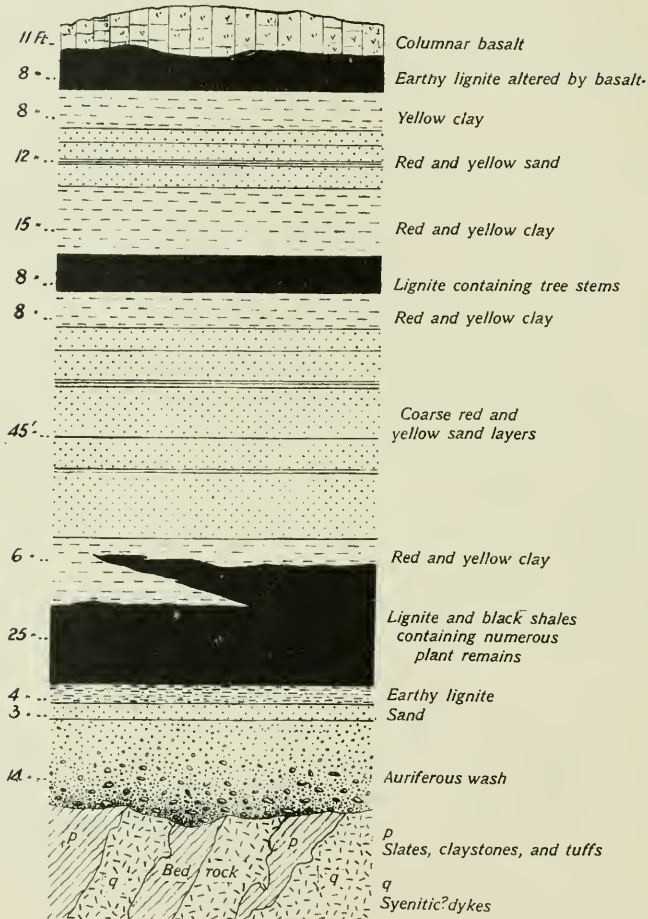 11 Ft. Columnar basalt
8 " Earthy lignite altered by basalt.
8 " Yellow clay
12 " Red and yellow sand
15 " Red and yellow clay
8 " Lignite containing tree stems
8 " Red and yellow clay
45' Coarse red and
yellow sand layers
6 " Red and yellow clay
25 " Lignite and black shales
containing numerous
plant remains
4 " Earthy lignite
3 " Sand
14 " Auriferous wash
p p p
Slates, claystones, and tuffs
q Bed rock q q
Syenitic? dykes